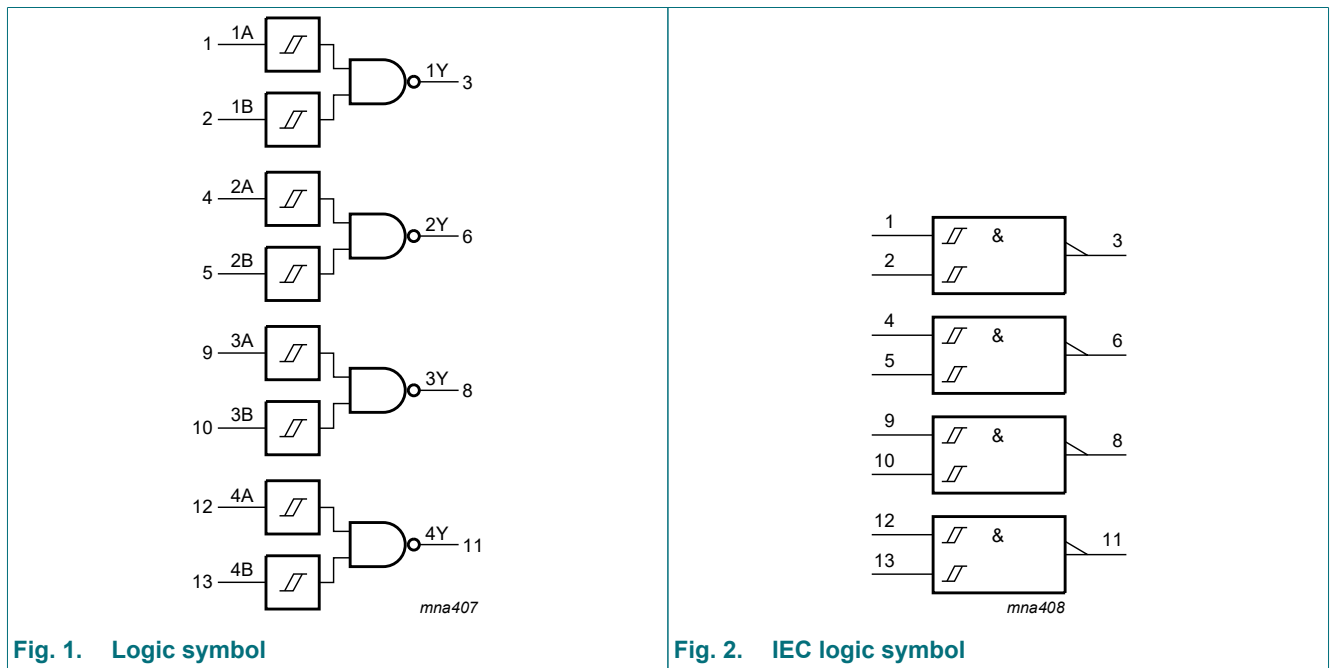 1 1A
1Y 3
2 1B
4 2A
2Y 6
5 2B
9 3A
3Y 8
10 3B
12 4A
4Y 11
13 4B
mna407
Fig. 1. Logic symbol
1 & 3
2
4 & 6
5
9 & 8
10
12 & 11
13
mna408
Fig. 2. IEC logic symbol